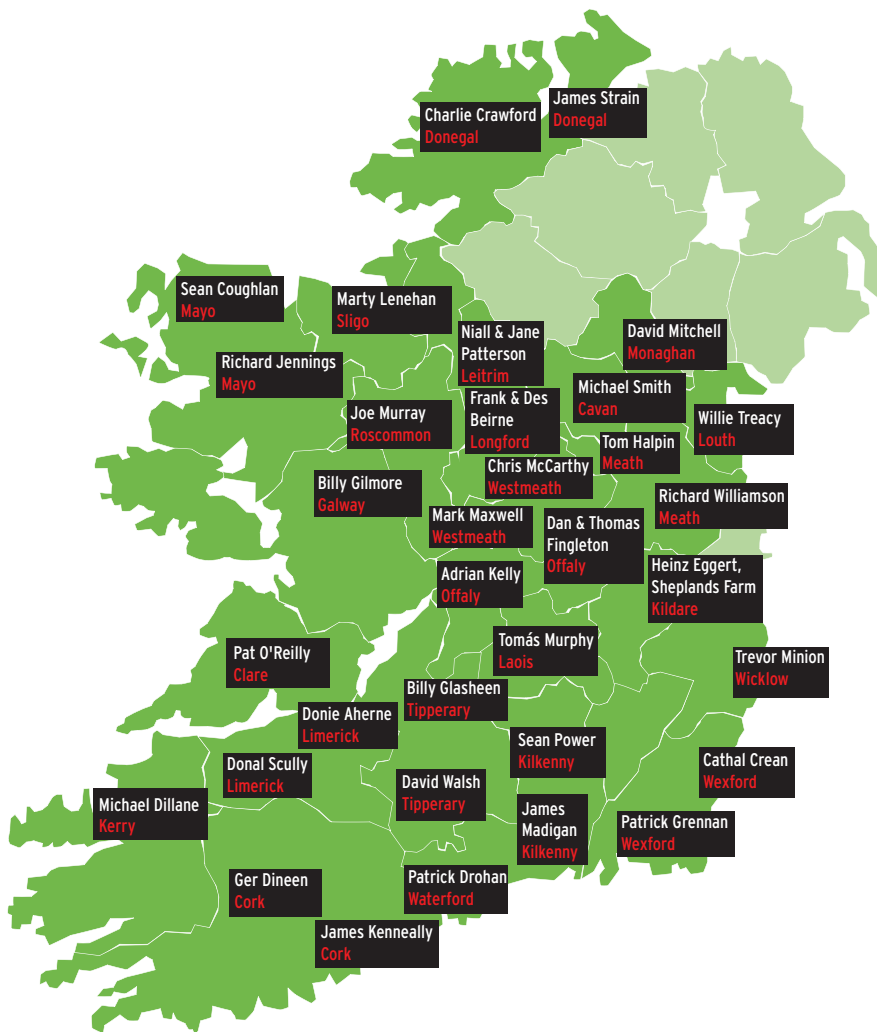 James Strain
Donegal
Charlie Crawford
Donegal
Sean Coughlan
Mayo
Marty Lenehan
Sligo
Niall & Jane
Patterson
Leitrim
David Mitchell
Monaghan
Richard Jennings
Mayo
Michael Smith
Cavan
Frank & Des
Beirne
Longford
Joe Murray
Roscommon
Willie Treacy
Louth
Tom Halpin
Meath
Chris McCarthy
Westmeath
Billy Gilmore
Galway
Richard Williamson
Meath
Mark Maxwell
Westmeath
Dan & Thomas
Fingleton
Offaly
Heinz Eggert,
Sheplands Farm
Kildare
Adrian Kelly
Offaly
Tomás Murphy
Laois
Pat O'Reilly
Clare
Trevor Minion
Wicklow
Billy Glasheen
Tipperary
Donie Aherne
Limerick
Sean Power
Kilkenny
Cathal Crean
Wexford
Donal Scully
Limerick
David Walsh
Tipperary
Michael Dillane
Kerry
James
Madigan
Kilkenny
Patrick Grennan
Wexford
Ger Dineen
Cork
Patrick Drohan
Waterford
James Kenneally
Cork